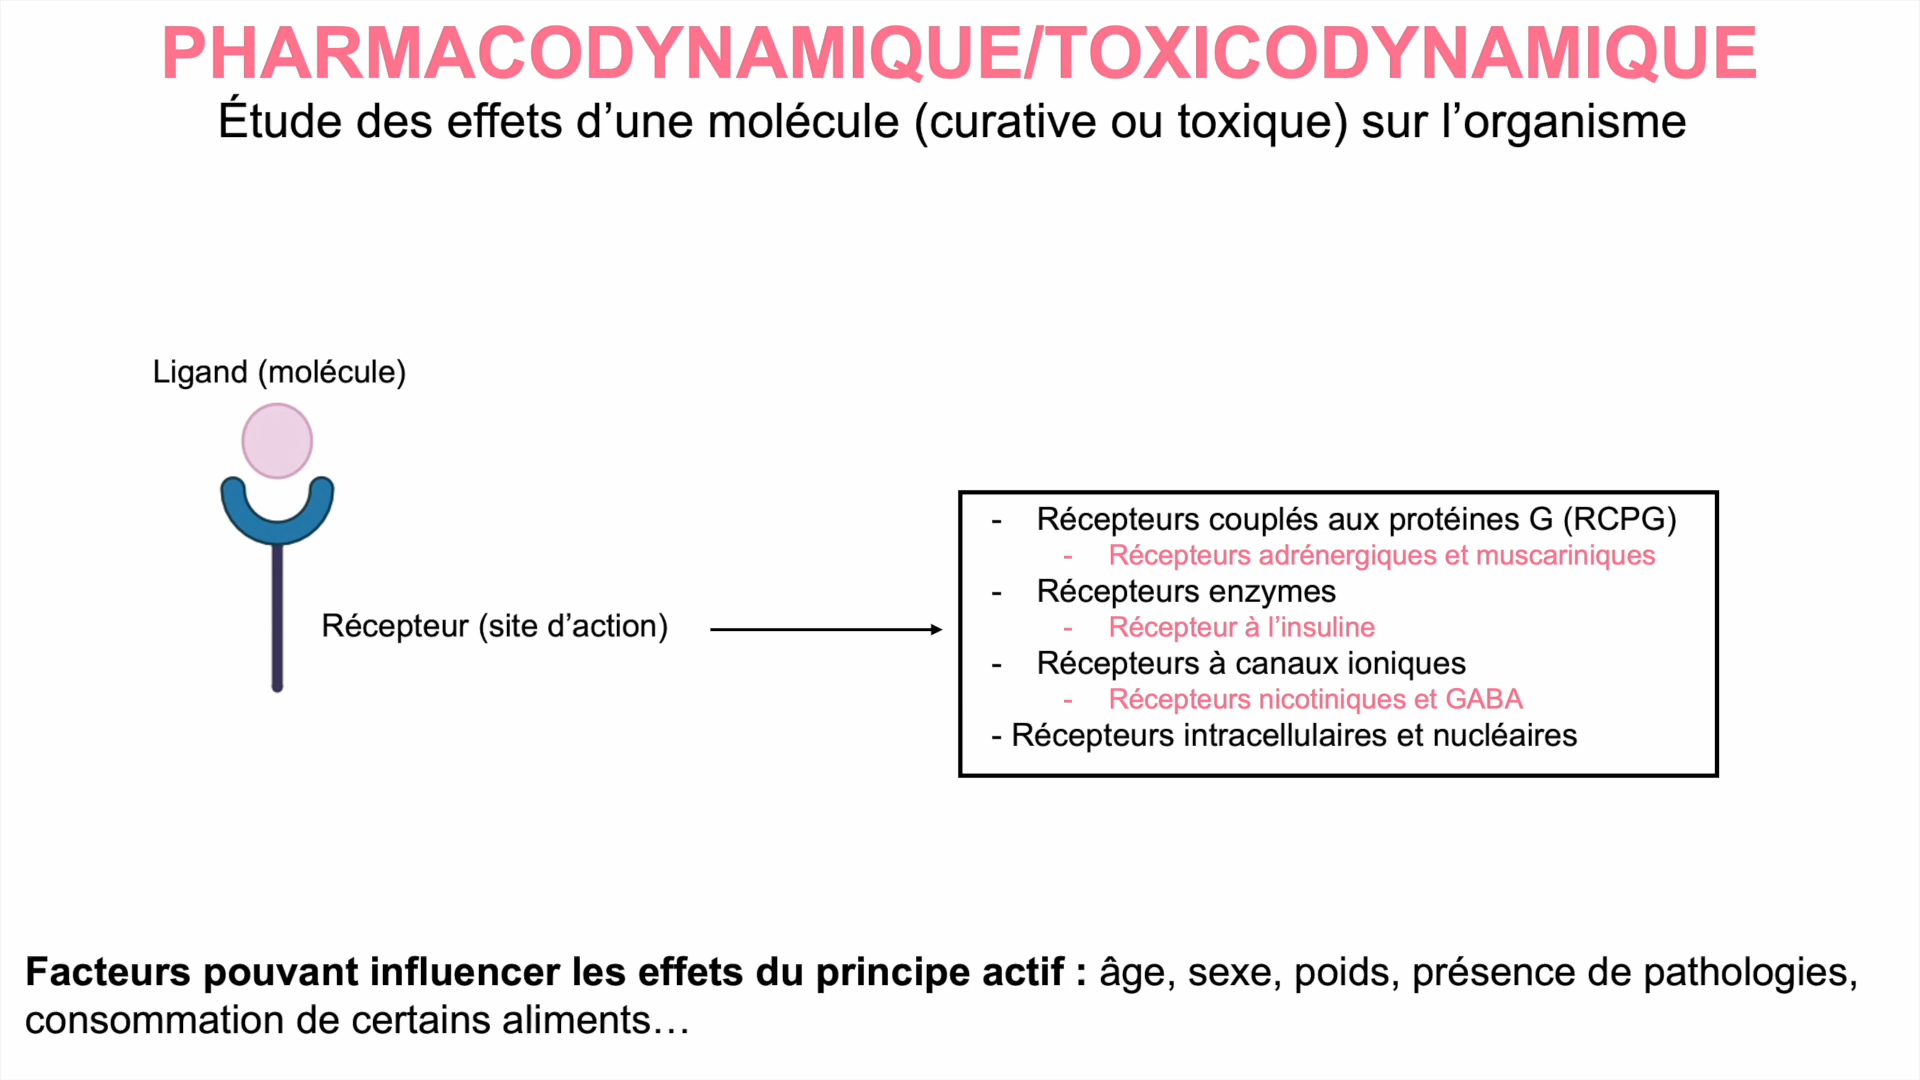 PHARMACODYNAMIQUE/TOXICODYNAMIQUE
Étude des effets d’une molécule (curative ou toxique) sur l’organisme
Ligand (molécule)
Récepteur (site d’action)
- Récepteurs couplés aux protéines G (RCPG)
- Récepteurs adrénergiques et muscariniques
- Récepteurs enzymes
- Récepteur à l’insuline
- Récepteurs à canaux ioniques
- Récepteurs nicotiniques et GABA
- Récepteurs intracellulaires et nucléaires
Facteurs pouvant influencer les effets du principe actif : âge, sexe, poids, présence de pathologies,
consommation de certains aliments…